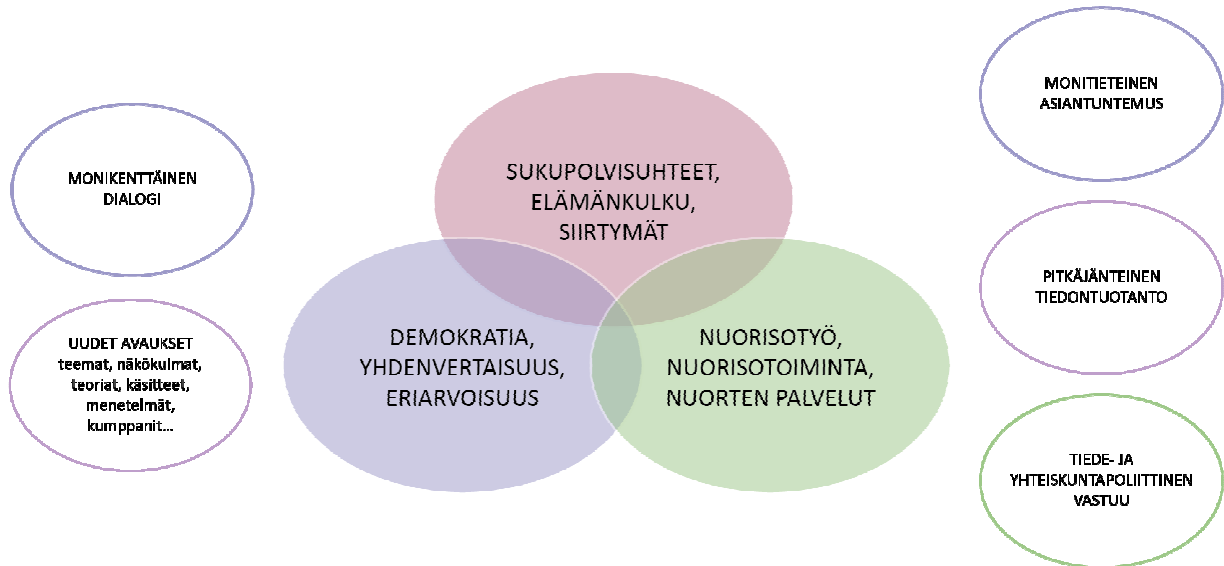 MONIKENTTÄINEN
DIALOGI
UUDET AVAUKSET
teemat, näkökulmat,
teoriat, käsitteet,
menetelmät,
kumppanit...
SUKUPOLVISUHTEET,
ELÄMÄNKULKU,
SIIRTYMÄT
DEMOKRATIA,
YHDENVERTAISUUS,
ERIARVOISUUS
NUORISOTYÖ,
NUORISOTOIMINTA,
NUORTEN PALVELUT
MONITIETEINEN
ASIANTUNTEMUS
PITKÄJÄNTEINEN
TIEDONTUOTANTO
TIEDE- JA
YHTEISKUNTAPOLIITTINEN
VASTUU